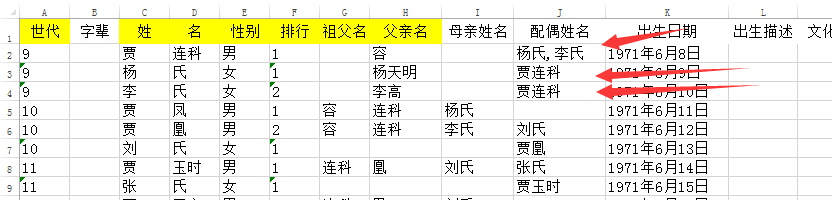 A B C D E F G H I J K L
1 世代 字辈 姓 名 性别 排行 祖父名 父亲名 母亲姓名 配偶姓名 出生日期 出生描述 文化
2 9 贾 连科 男 1 容 杨氏,李氏 1971年6月8日
3 9 杨 氏 女 1 杨天明 贾连科 1971年6月9日
4 9 李 氏 女 2 李高 贾连科 1971年6月10日
5 10 贾 凤 男 1 容 连科 杨氏 1971年6月11日
6 10 贾 凰 男 2 容 连科 李氏 刘氏 1971年6月12日
7 10 刘 氏 女 1 贾凰 1971年6月13日
8 11 贾 玉时 男 1 连科 凰 刘氏 张氏 1971年6月14日
9 11 张 氏 女 1 贾玉时 1971年6月15日